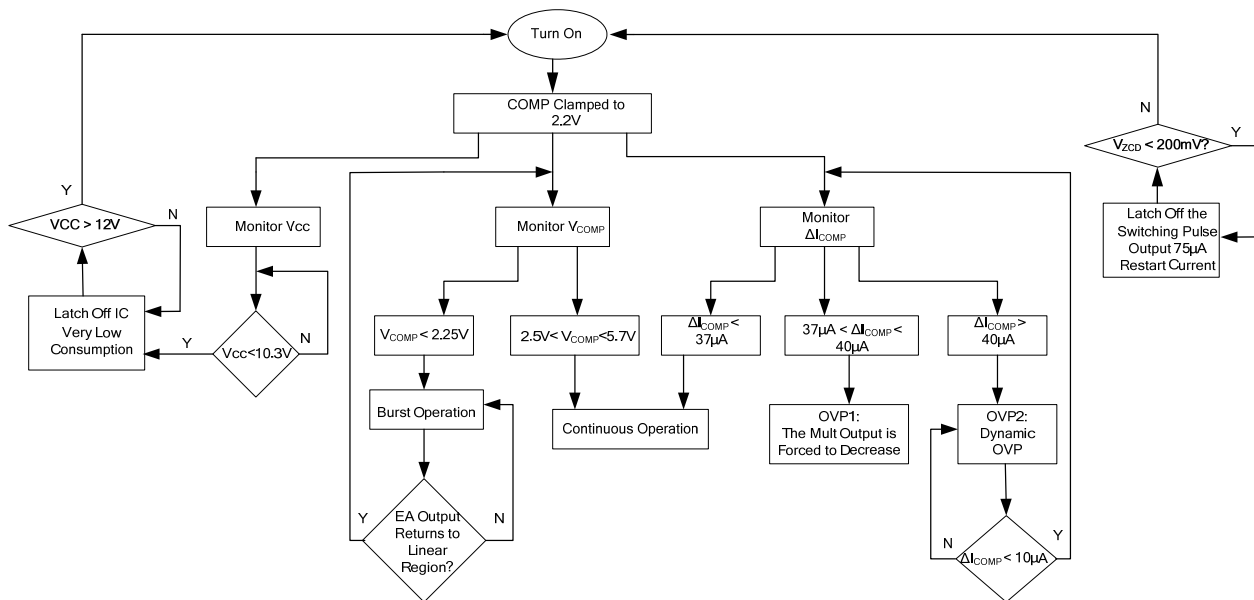 Turn On
COMP Clamped to
2.2V
Y
VCC > 12V
N
Latch Off IC
Very Low
Consumption
Monitor Vcc
Y
Vcc<10.3V
N
Monitor VCOMP
VCOMP < 2.25V
2.5V< VCOMP<5.7V
Burst Operation
Continuous Operation
Y
EA Output
Returns to
Linear
Region?
N
Monitor
ΔICOMP
ΔICOMP <
37µA
37µA < ΔICOMP<
40µA
ΔICOMP>
40µA
OVP1:
The Mult Output is
Forced to Decrease
OVP2:
Dynamic
OVP
N
ΔICOMP < 10µA
Y
N
VZCD < 200mV?
Y
Latch Off the
Switching Pulse
Output 75µA
Restart Current